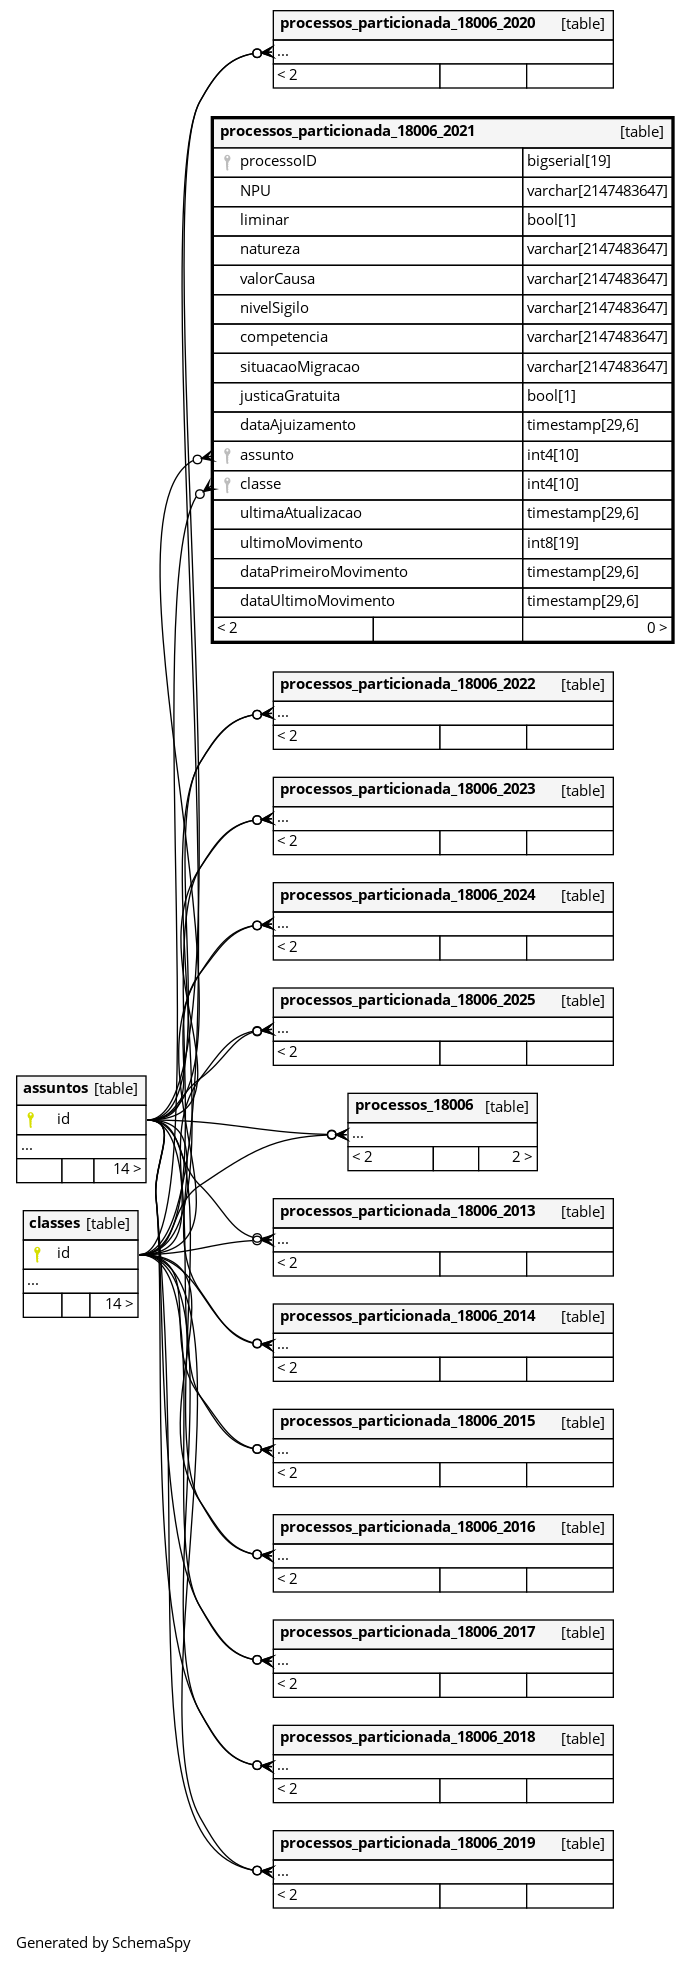 processos_particionada_18006_2020 [table]
...
< 2
processos_particionada_18006_2021 [table]
processoID bigserial[19]
NPU varchar[2147483647]
liminar bool[1]
natureza varchar[2147483647]
valorCausa varchar[2147483647]
nivelSigilo varchar[2147483647]
competencia varchar[2147483647]
situacaoMigracao varchar[2147483647]
justicaGratuita bool[1]
dataAjuizamento timestamp[29,6]
assunto int4[10]
classe int4[10]
ultimaAtualizacao timestamp[29,6]
ultimoMovimento int8[19]
dataPrimeiroMovimento timestamp[29,6]
dataUltimoMovimento timestamp[29,6]
< 2 0 >
processos_particionada_18006_2022 [table]
...
< 2
processos_particionada_18006_2023 [table]
...
< 2
processos_particionada_18006_2024 [table]
...
< 2
processos_particionada_18006_2025 [table]
...
< 2
assuntos [table]
id
...
14 >
processos_18006 [table]
...
< 2 2 >
classes [table]
id
...
14 >
processos_particionada_18006_2013 [table]
...
< 2
processos_particionada_18006_2014 [table]
...
< 2
processos_particionada_18006_2015 [table]
...
< 2
processos_particionada_18006_2016 [table]
...
< 2
processos_particionada_18006_2017 [table]
...
< 2
processos_particionada_18006_2018 [table]
...
< 2
processos_particionada_18006_2019 [table]
...
< 2
Generated by SchemaSpy